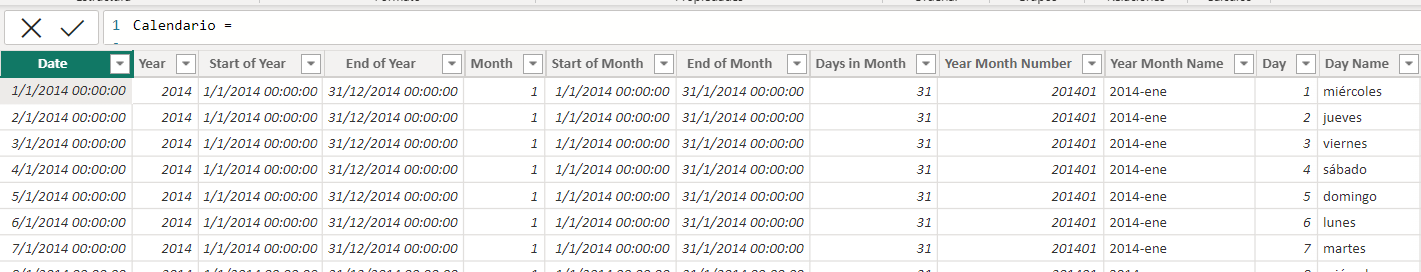 Estructura Formato Propiedades Ordenar Grupos Relaciones Cálculos
1 Calendario =
Date Year Start of Year End of Year Month Start of Month End of Month Days in Month Year Month Number Year Month Name Day Day Name
1/1/2014 00:00:00 2014 1/1/2014 00:00:00 31/12/2014 00:00:00 1 1/1/2014 00:00:00 31/1/2014 00:00:00 31 201401 2014-ene 1 miércoles
2/1/2014 00:00:00 2014 1/1/2014 00:00:00 31/12/2014 00:00:00 1 1/1/2014 00:00:00 31/1/2014 00:00:00 31 201401 2014-ene 2 jueves
3/1/2014 00:00:00 2014 1/1/2014 00:00:00 31/12/2014 00:00:00 1 1/1/2014 00:00:00 31/1/2014 00:00:00 31 201401 2014-ene 3 viernes
4/1/2014 00:00:00 2014 1/1/2014 00:00:00 31/12/2014 00:00:00 1 1/1/2014 00:00:00 31/1/2014 00:00:00 31 201401 2014-ene 4 sábado
5/1/2014 00:00:00 2014 1/1/2014 00:00:00 31/12/2014 00:00:00 1 1/1/2014 00:00:00 31/1/2014 00:00:00 31 201401 2014-ene 5 domingo
6/1/2014 00:00:00 2014 1/1/2014 00:00:00 31/12/2014 00:00:00 1 1/1/2014 00:00:00 31/1/2014 00:00:00 31 201401 2014-ene 6 lunes
7/1/2014 00:00:00 2014 1/1/2014 00:00:00 31/12/2014 00:00:00 1 1/1/2014 00:00:00 31/1/2014 00:00:00 31 201401 2014-ene 7 martes